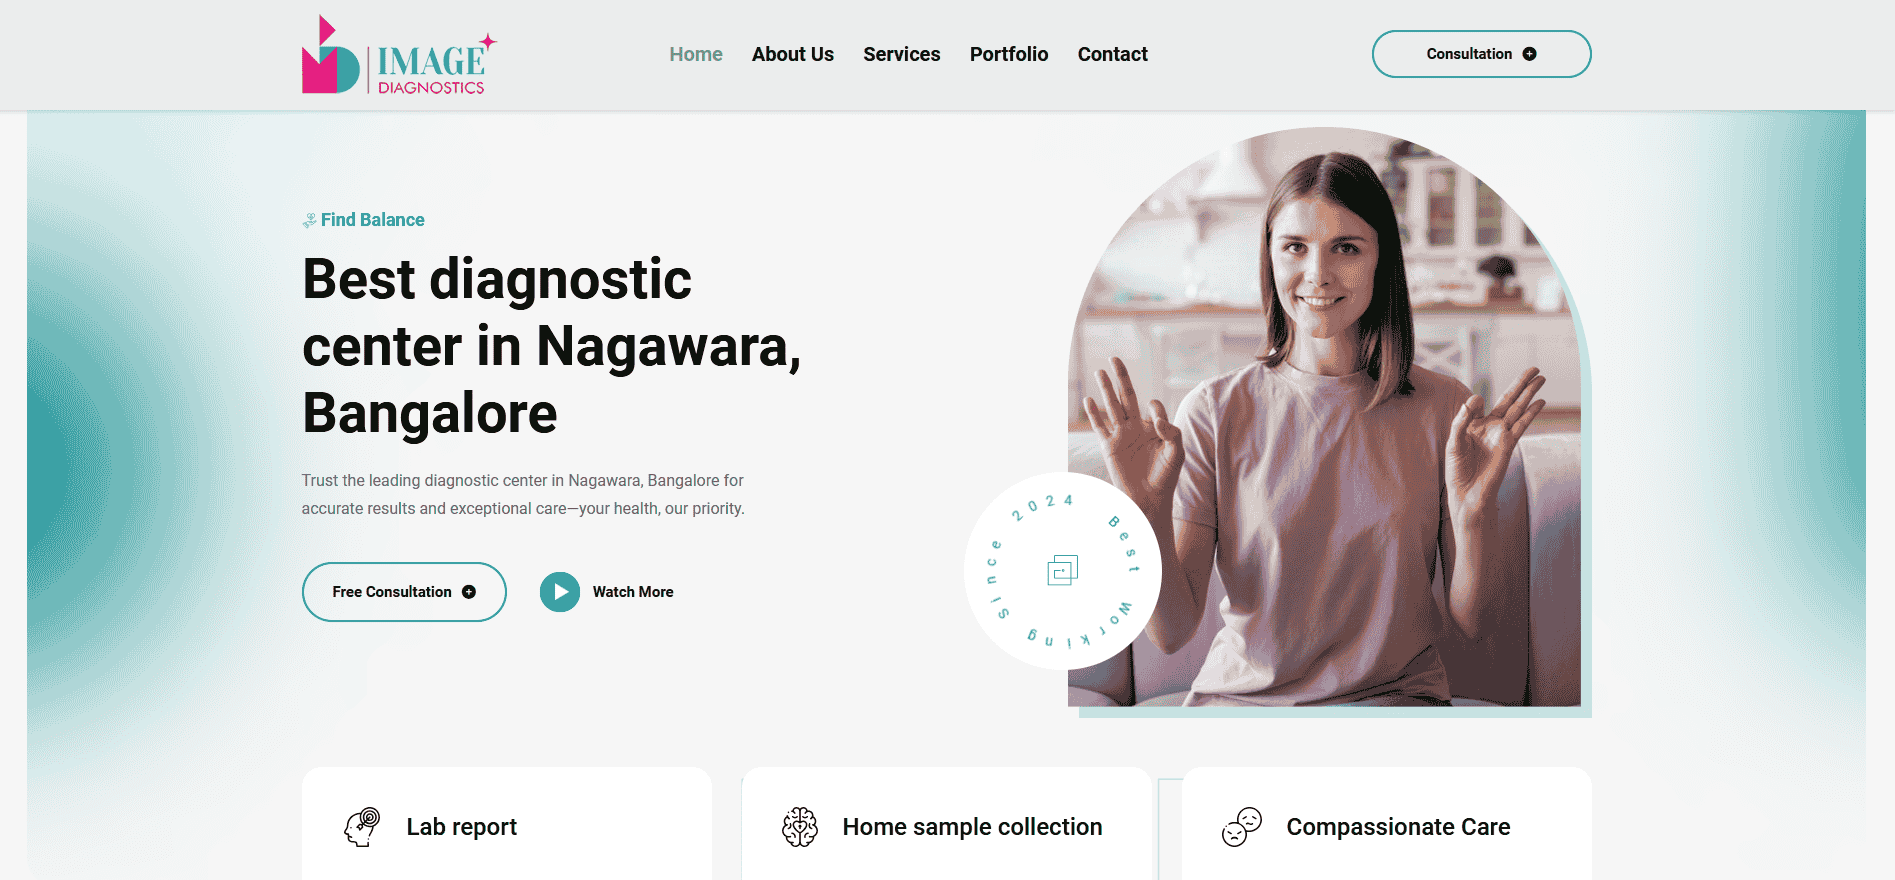 IMAGE
DIAGNOSTICS
Home
About Us
Services
Portfolio
Contact
Consultation
Find Balance
Best diagnostic
center in Nagawara,
Bangalore
Trust the leading diagnostic center in Nagawara, Bangalore for
accurate results and exceptional care—your health, our priority.
Free Consultation
Watch More
Best Working Since 2024
Lab report
Home sample collection
Compassionate Care